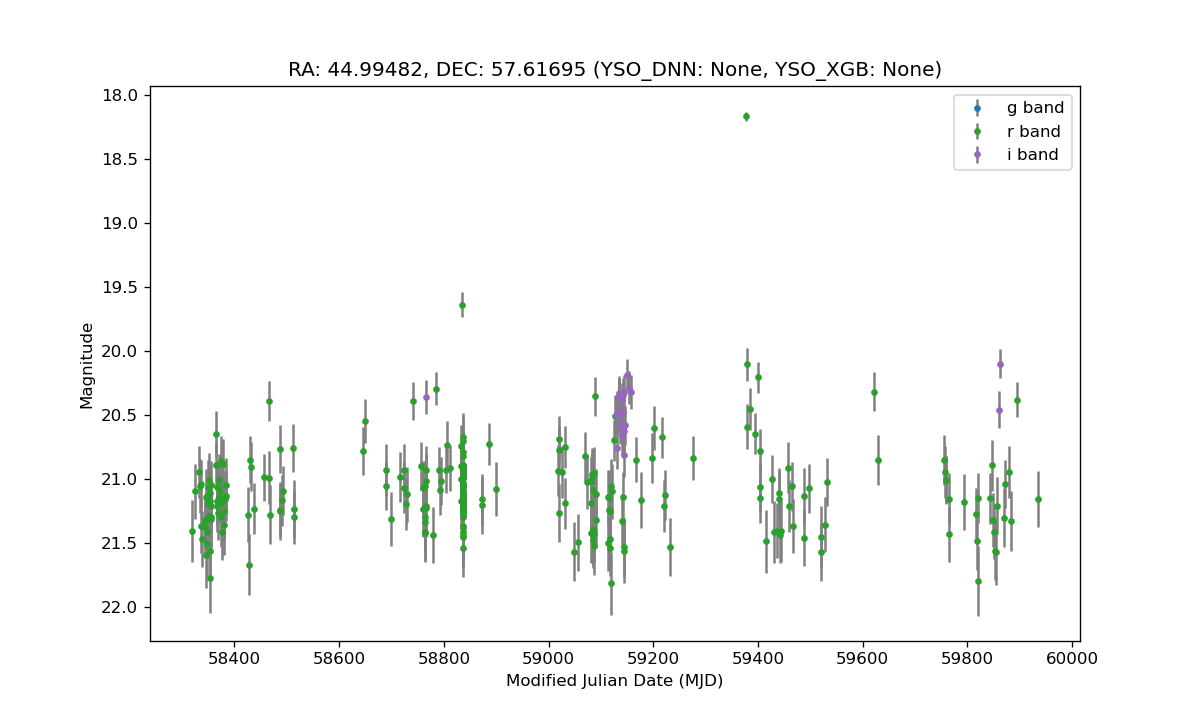 RA: 44.99482, DEC: 57.61695 (YSO_DNN: None, YSO_XGB: None)
g band
r band
i band
18.0
18.5
19.0
19.5
20.0
20.5
21.0
21.5
22.0
Magnitude
58400 58600 58800 59000 59200 59400 59600 59800 60000
Modified Julian Date (MJD)